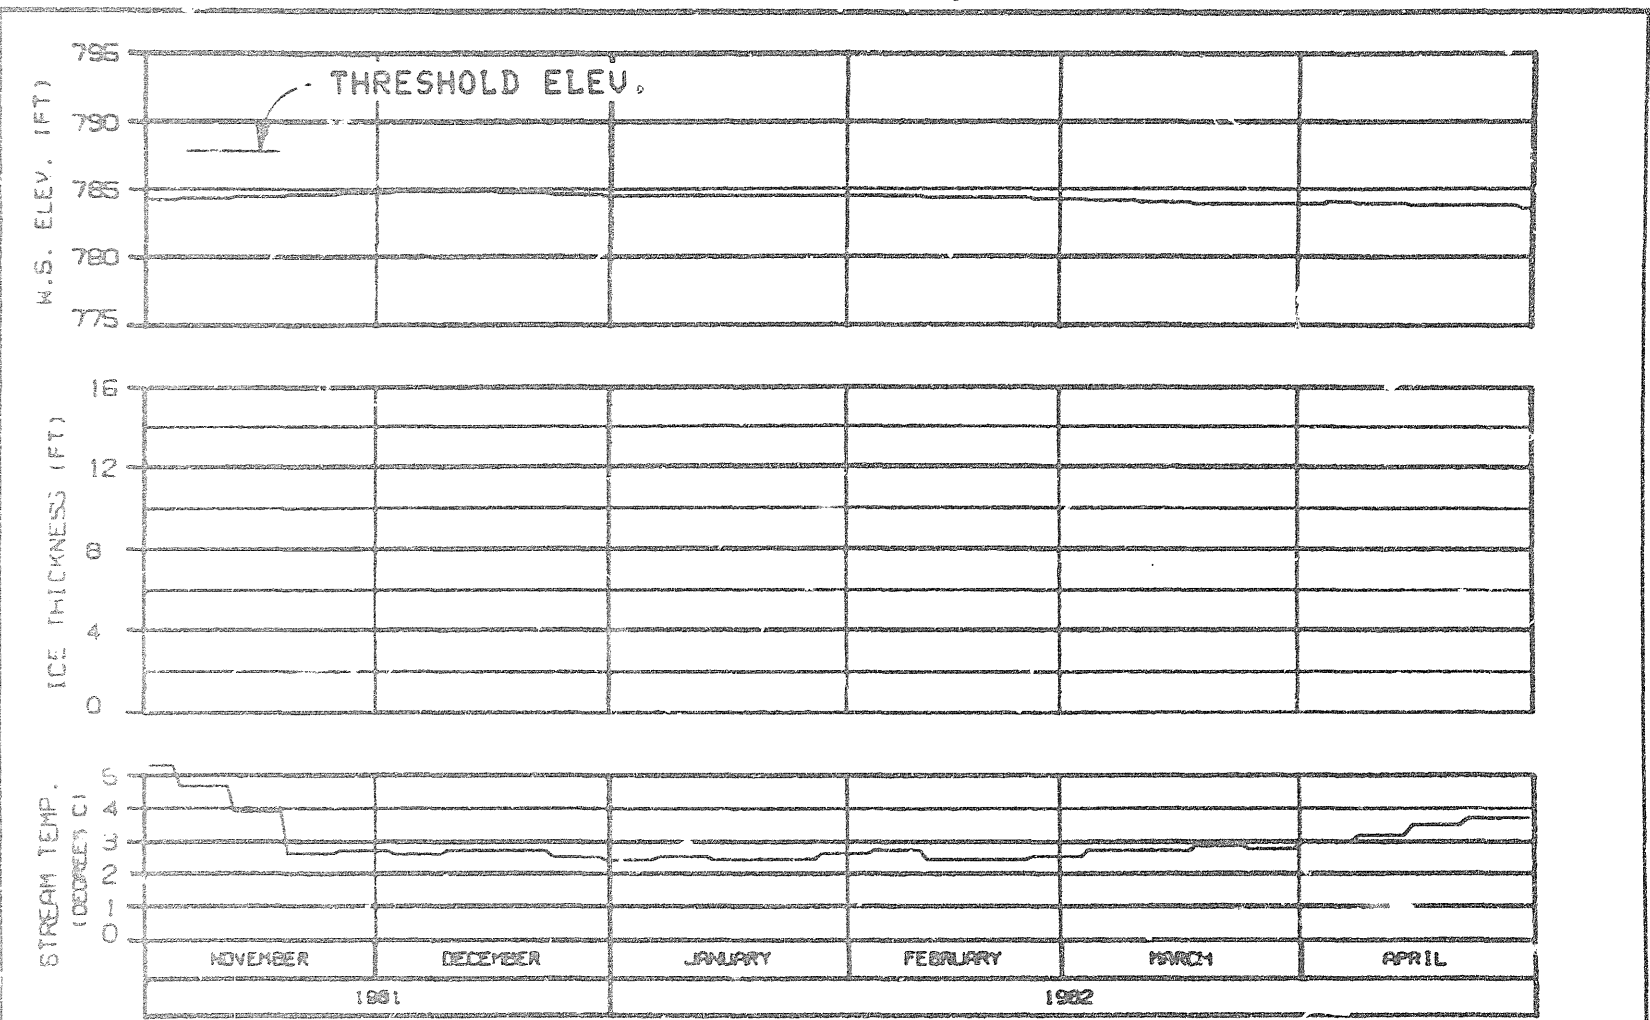 THRESHOLD ELEV.
W.S. ELEV. (FT)
795
790
785
780
775
ICE THICKNESS (FT)
16
12
8
4
0
STREAM TEMP.
(DEGREES C)
5
4
3
2
1
0
NOVEMBER DECEMBER JANUARY FEBRUARY MARCH APRIL
1981 1982